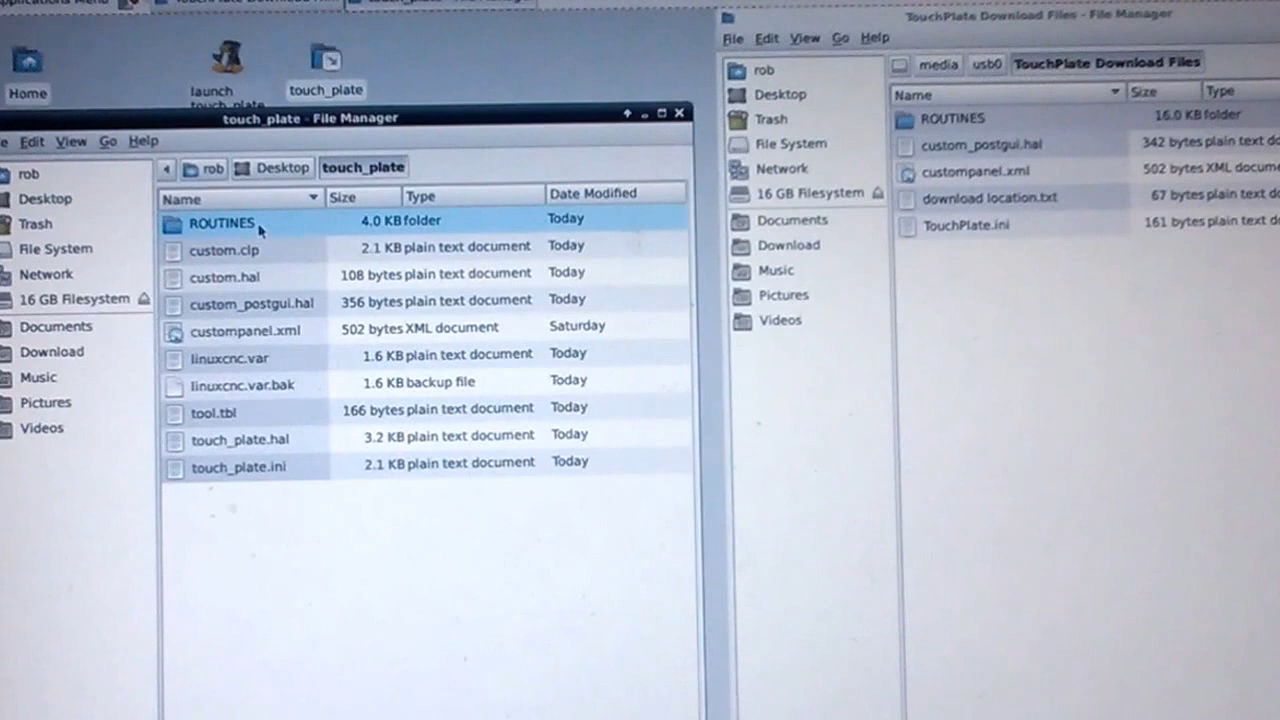 Applications Menu
TouchPlate Download
touch_plate - File Manager
Home
launch
touch_plate
touch_plate
touch_plate - File Manager
Edit View Go Help
rob Desktop touch_plate
rob
Desktop
Trash
File System
Network
16 GB Filesystem
Documents
Download
Music
Pictures
Videos
Name Size Type Date Modified
ROUTINES 4.0 KB folder Today
custom.clp 2.1 KB plain text document Today
custom.hal 108 bytes plain text document Today
custom_postgui.hal 356 bytes plain text document Today
custompanel.xml 502 bytes XML document Saturday
linuxcnc.var 1.6 KB plain text document Today
linuxcnc.var.bak 1.6 KB backup file Today
tool.tbl 166 bytes plain text document Today
touch_plate.hal 3.2 KB plain text document Today
touch_plate.ini 2.1 KB plain text document Today
TouchPlate Download Files - File Manager
File Edit View Go Help
media usb0 TouchPlate Download Files
rob
Desktop
Trash
File System
Network
16 GB Filesystem
Documents
Download
Music
Pictures
Videos
Name Size Type
ROUTINES 16.0 KB folder
custom_postgui.hal 342 bytes plain text d
custompanel.xml 502 bytes XML docum
download location.txt 67 bytes plain text d
TouchPlate.ini 161 bytes plain text d